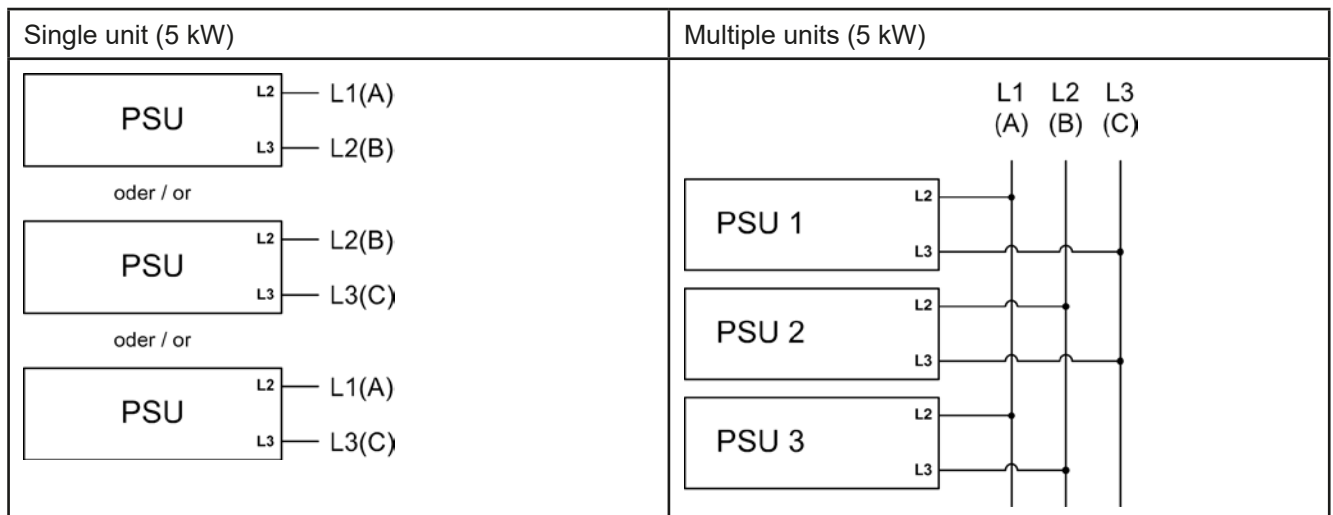 Single unit (5 kW)
Multiple units (5 kW)
PSU
L2
L1(A)
L3
L2(B)
oder / or
PSU
L2
L2(B)
L3
L3(C)
oder / or
PSU
L2
L1(A)
L3
L3(C)
L1 L2 L3
(A) (B) (C)
PSU 1
L2
L3
PSU 2
L2
L3
PSU 3
L2
L3